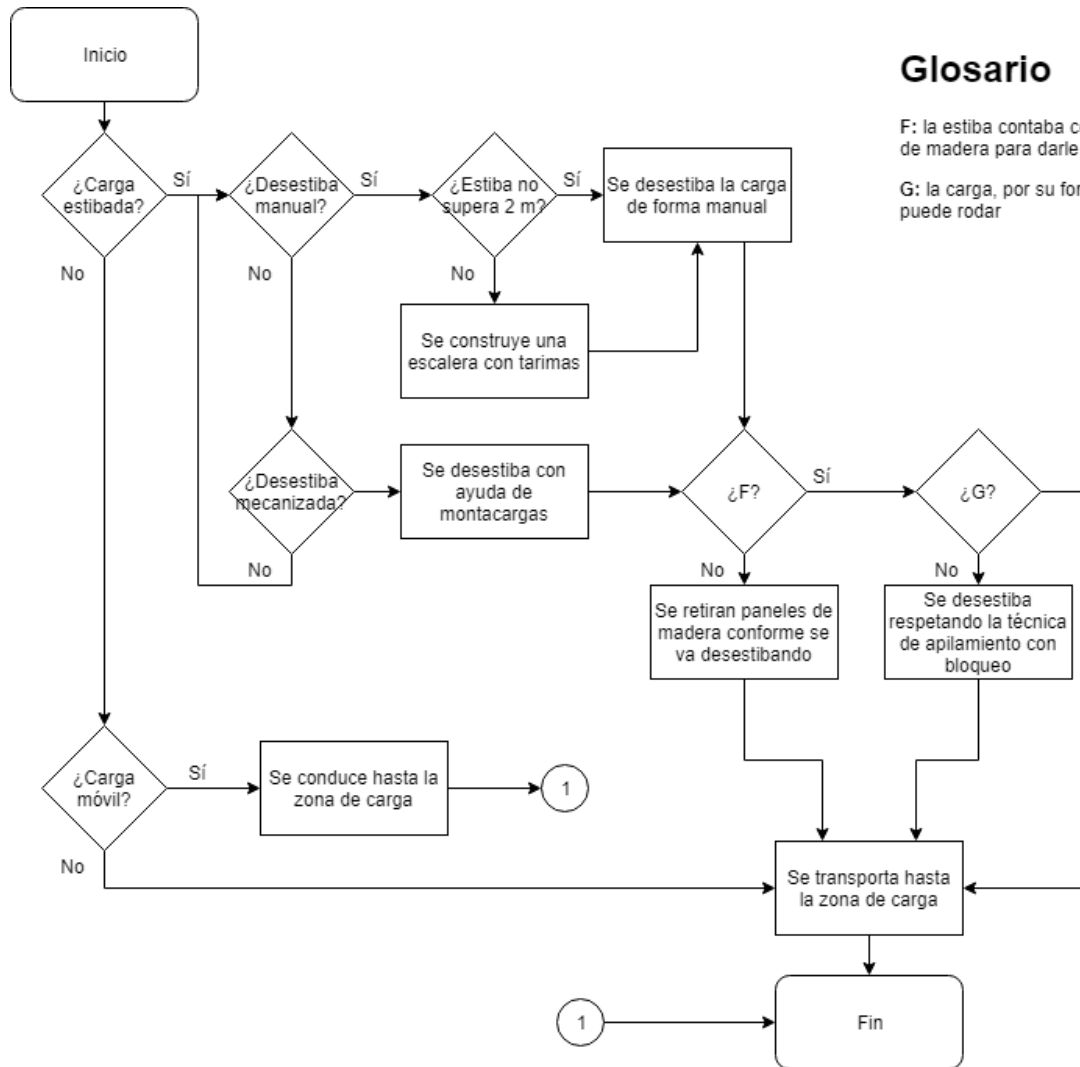 Inicio
Glosario
F: la estiba contaba
de madera para darle
G: la carga, por su
puede rodar
¿Carga
estibada?
Sí
¿Desestiba
manual?
Sí
¿Estiba no
supera 2 m?
Sí
Se desestiba la carga
de forma manual
No
No
No
Se construye una
escalera con tarimas
¿Desestiba
mecanizada?
Se desestiba con
ayuda de
montacargas
¿F?
Sí
¿G?
No
No
No
Se retiran paneles de
madera conforme se
va desestibando
Se desestiba
respetando la técnica
de apilamiento con
bloqueo
¿Carga
móvil?
Sí
Se conduce hasta la
zona de carga
1
No
Se transporta hasta
la zona de carga
1
Fin